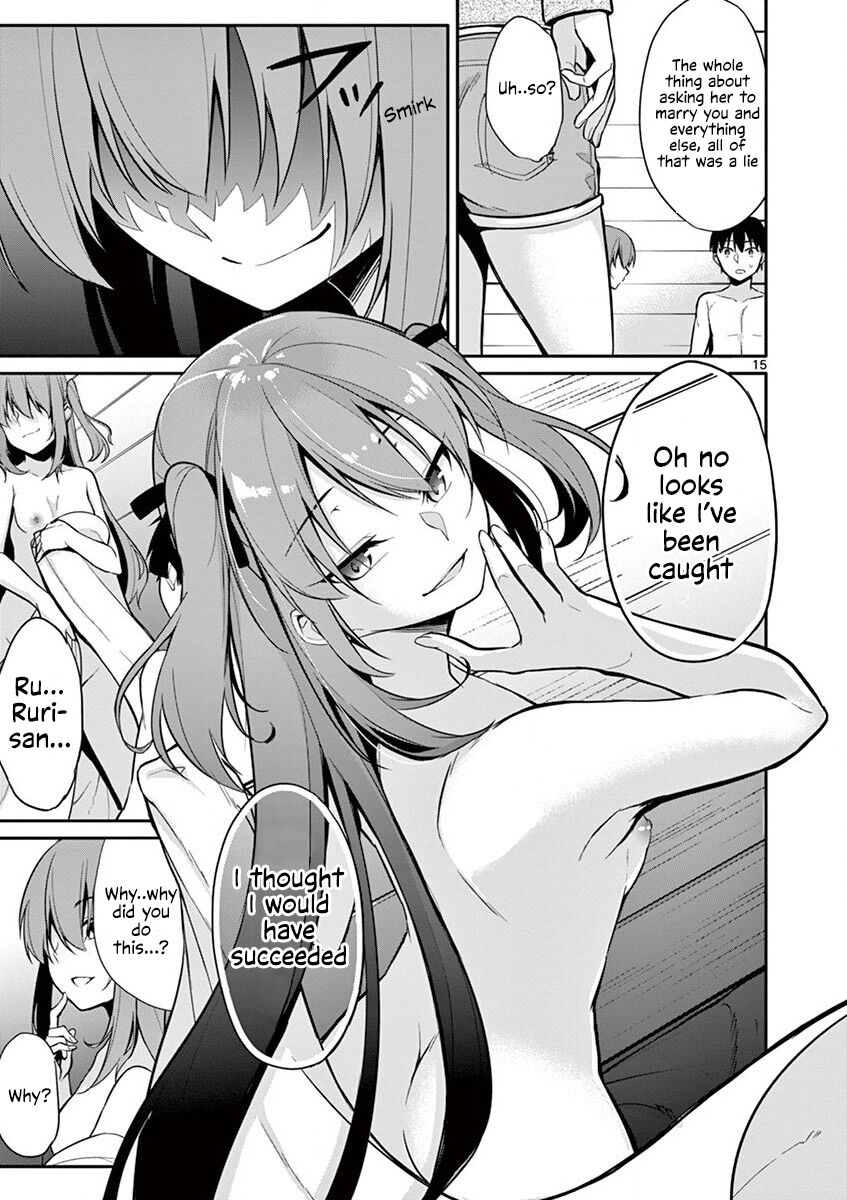 The whole
thing about
asking her to
marry you and
everything
else, all of
that was a lie
Uh..so?
フッ
Smirk
15
Oh no
looks
like I've
been
caught
Ru...
Ruri-
san...
I thought
I would
have
succeeded
Why..why
did you
do
this...?
Why?